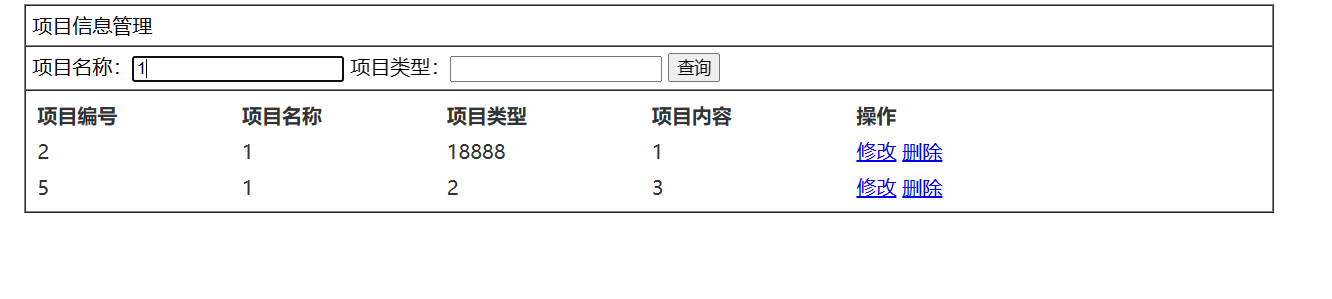 项目信息管理
项目名称：1 项目类型： 查询
项目编号 项目名称 项目类型 项目内容 操作
2 1 18888 1 修改 删除
5 1 2 3 修改 删除